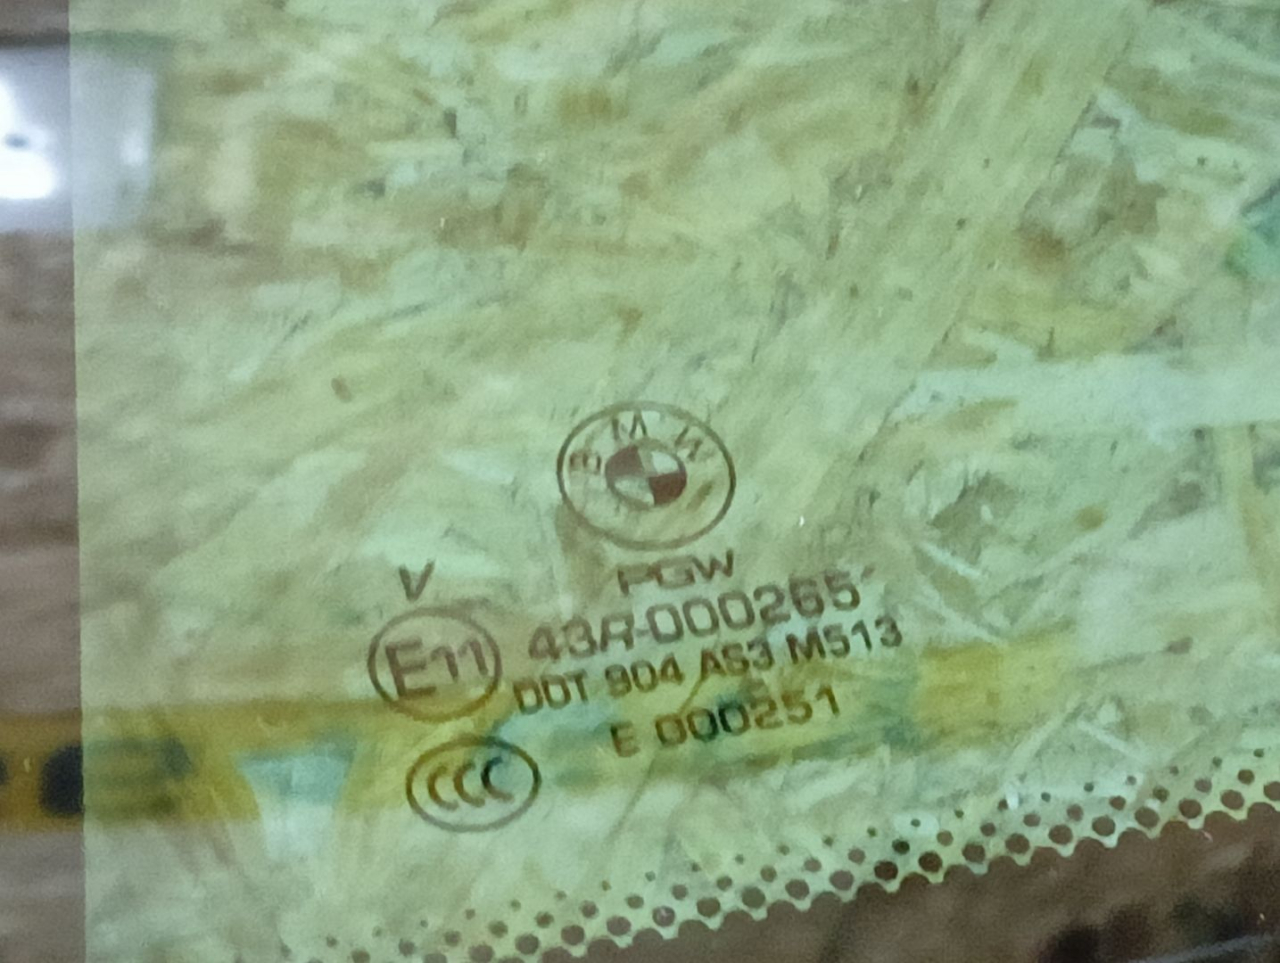 BMW
PGW
V
E11 43R-000265
DOT 904 AS3 M513
E 000251
CCC